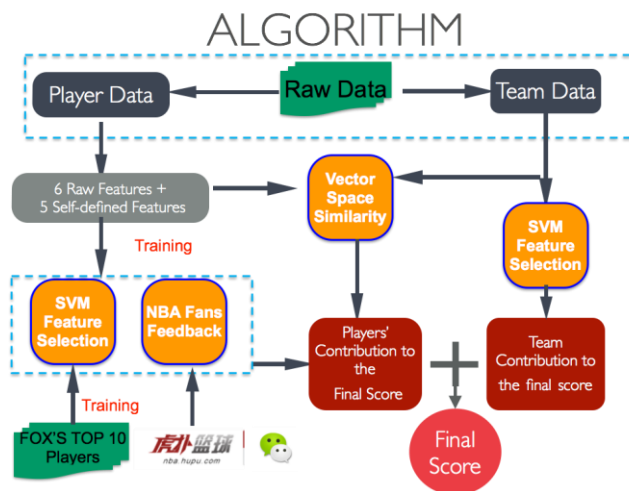 ALGORITHM
Player Data
Raw Data
Team Data
6 Raw Features +
5 Self-defined Features
Vector
Space
Similarity
Training
SVM
Feature
Selection
SVM
Feature
Selection
NBA Fans
Feedback
Players'
Contribution to
the
Final Score
Team
Contribution to
the final score
Training
FOX'S TOP 10
Players
虎扑篮球
nba.hupu.com
Final
Score